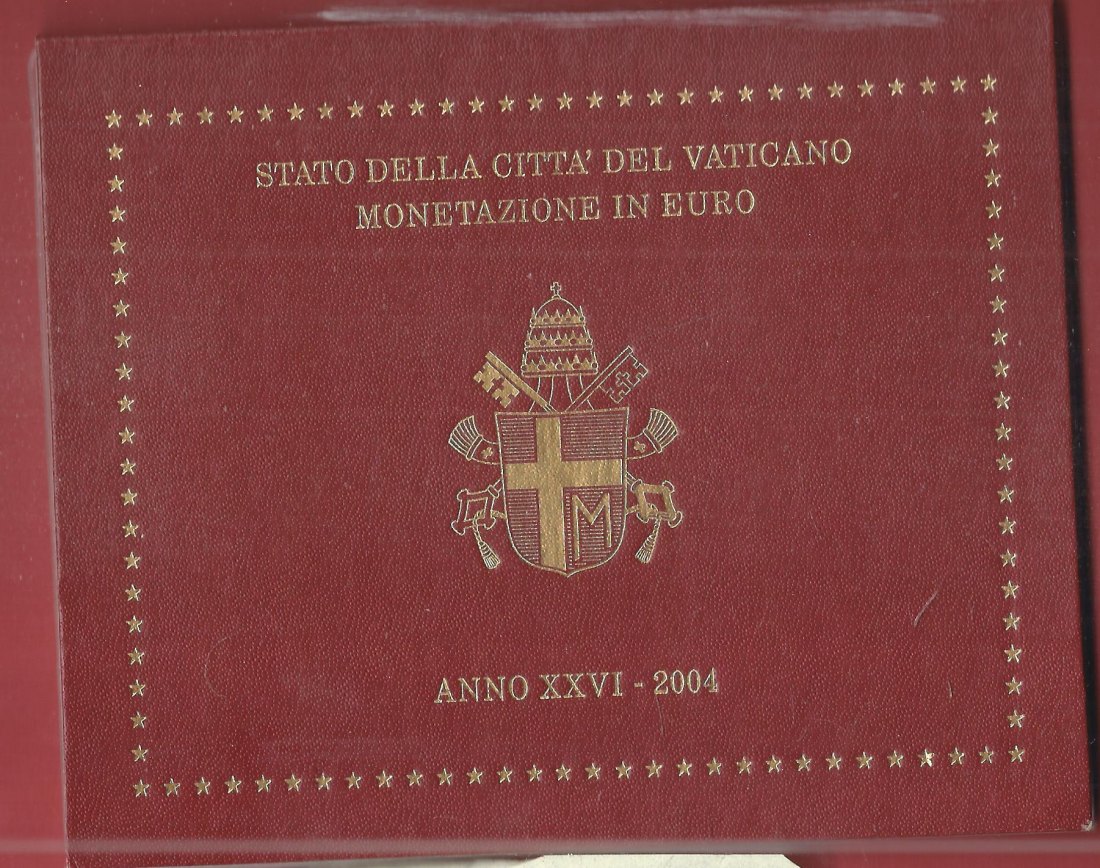 STATO DELLA CITTA' DEL VATICANO
MONETAZIONE IN EURO
M
ANNO XXVI - 2004